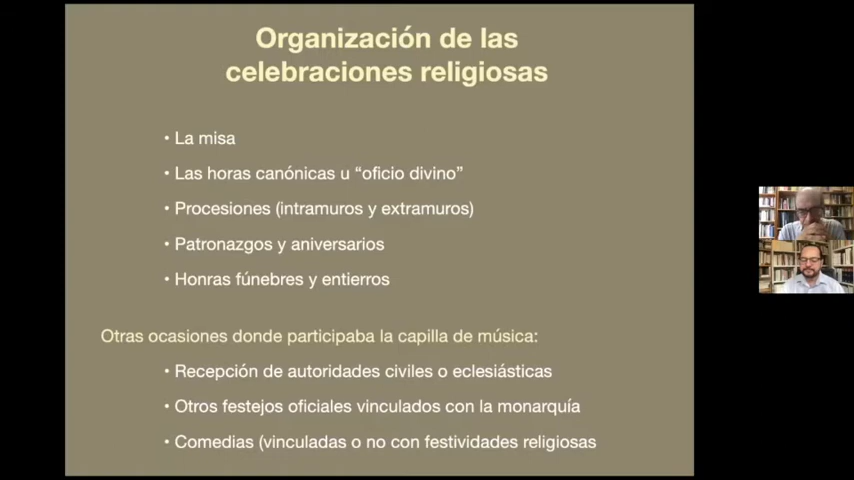 Organización de las
celebraciones religiosas
• La misa
• Las horas canónicas u “oficio divino”
• Procesiones (intramuros y extramuros)
• Patronazgos y aniversarios
• Honras fúnebres y entierros
Otras ocasiones donde participaba la capilla de música:
• Recepción de autoridades civiles o eclesiásticas
• Otros festejos oficiales vinculados con la monarquía
• Comedias (vinculadas o no con festividades religiosas